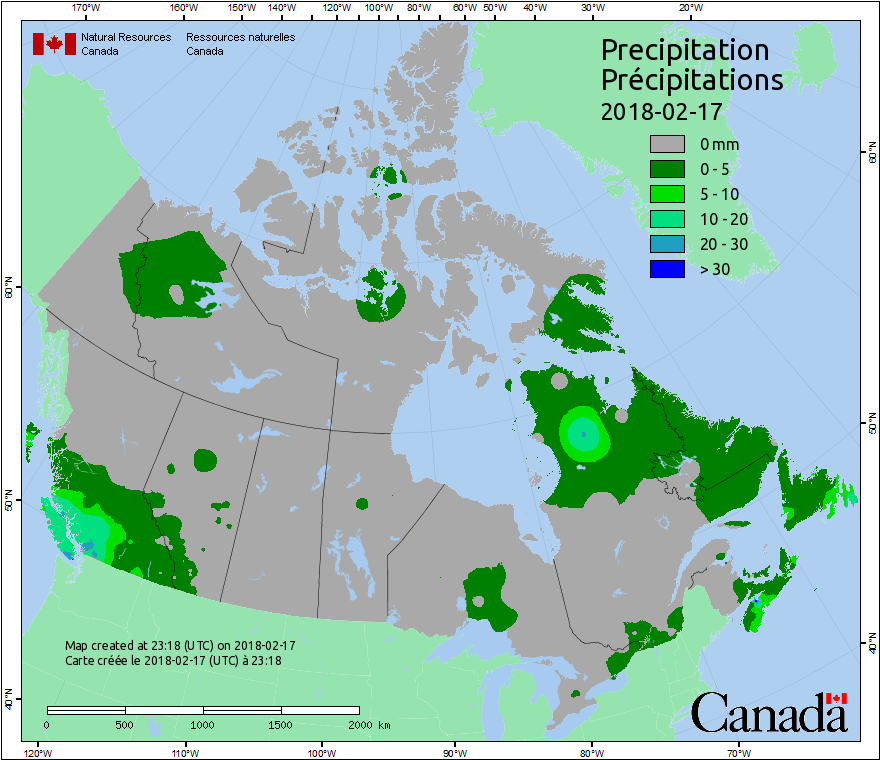 170°W 160°W 150°W 140°W 130°W 120°W 110°W 100°W 90°W 80°W 60°W 50°W 40°W 30°W 20°W
Natural Resources Ressources naturelles
Canada Canada
Precipitation
Précipitations
2018-02-17
0 mm
0 - 5
5 - 10
10 - 20
20 - 30
> 30
60°N 60°N
50°N 50°N
40°N 40°N
Map created at 23:18 (UTC) on 2018-02-17
Carte créée le 2018-02-17 (UTC) à 23:18
0 500 1000 1500 2000 km
Canada
120°W 110°W 100°W 90°W 80°W 70°W